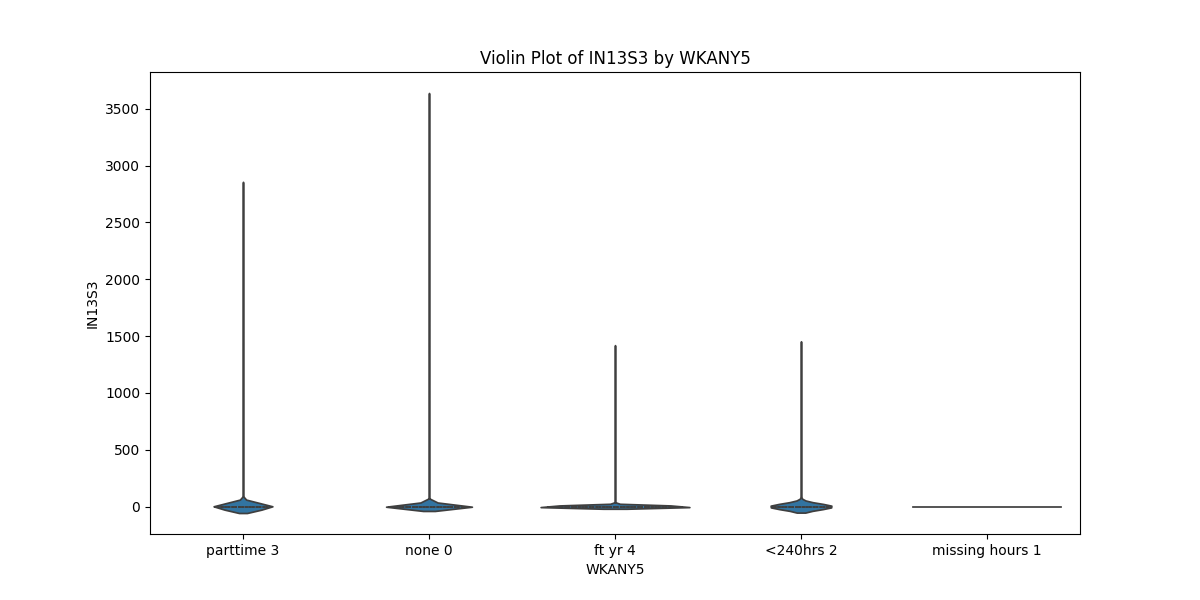 Violin Plot of IN13S3 by WKANY5
3500
3000
2500
2000
1500
1000
500
0
IN13S3
parttime 3
none 0
ft yr 4
<240hrs 2
missing hours 1
WKANY5